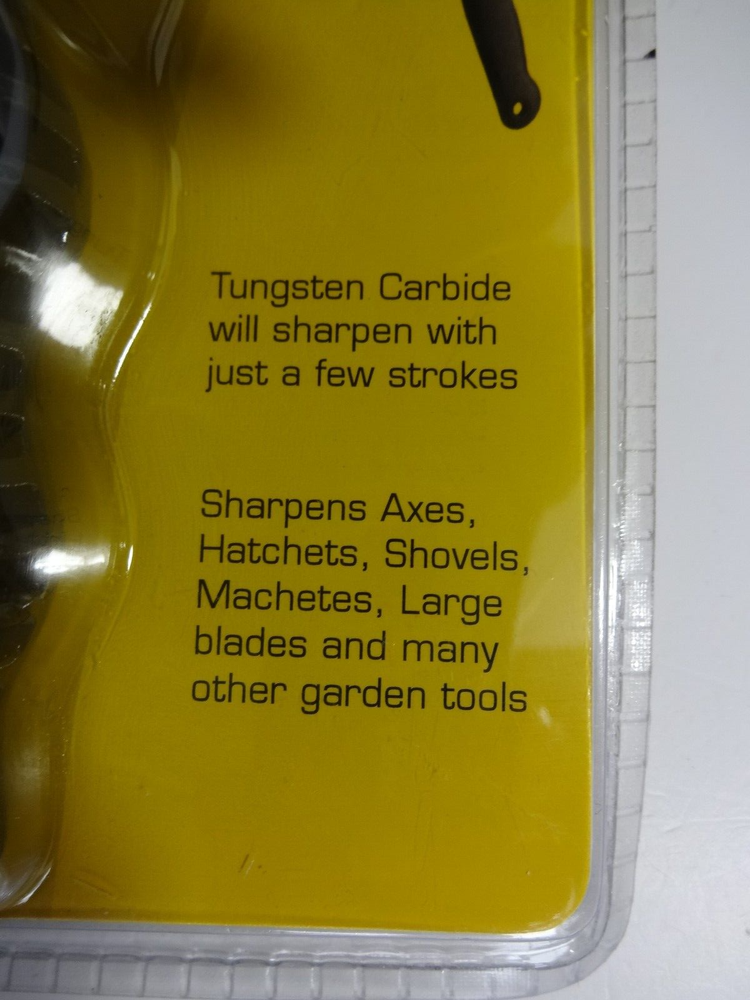 Tungsten Carbide
will sharpen with
just a few strokes
Sharpens Axes,
Hatchets, Shovels,
Machetes, Large
blades and many
other garden tools